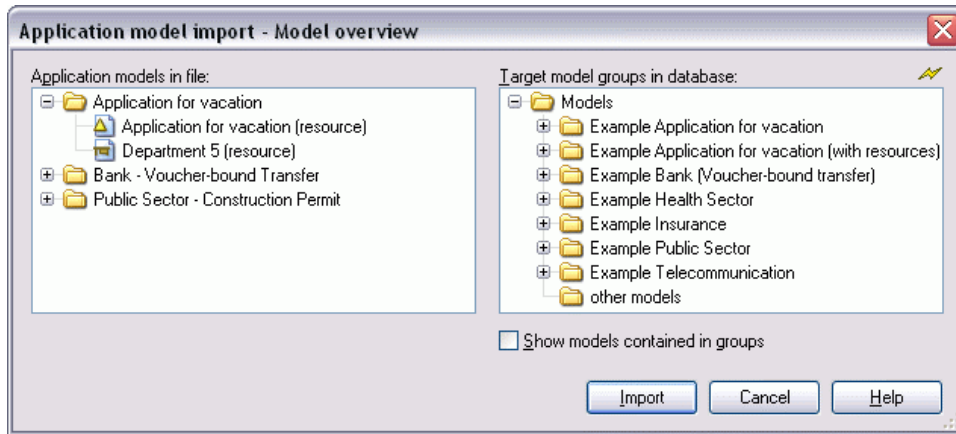 Application model import - Model overview
Application models in file:
Application for vacation
Application for vacation (resource)
Department 5 (resource)
Bank - Voucher-bound Transfer
Public Sector - Construction Permit
Target model groups in database:
Models
Example Application for vacation
Example Application for vacation (with resources)
Example Bank (Voucher-bound transfer)
Example Health Sector
Example Insurance
Example Public Sector
Example Telecommunication
other models
Show models contained in groups
Import
Cancel
Help